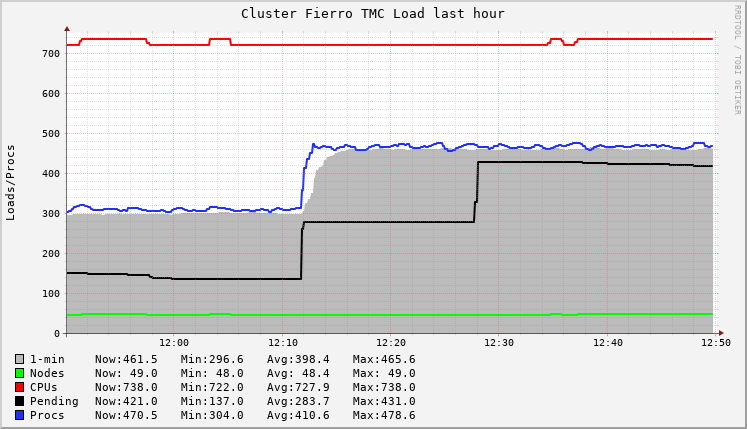 Cluster Fierro TMC Load last hour
RRDTOOL / TOBI OETIKER
Loads/Procs
700
600
500
400
300
200
100
0
12:00 12:10 12:20 12:30 12:40 12:50
1-min Now:461.5 Min:296.6 Avg:398.4 Max:465.6
Nodes Now: 49.0 Min: 48.0 Avg: 48.4 Max: 49.0
CPUs Now:738.0 Min:722.0 Avg:727.9 Max:738.0
Pending Now:421.0 Min:137.0 Avg:283.7 Max:431.0
Procs Now:470.5 Min:304.0 Avg:410.6 Max:478.6